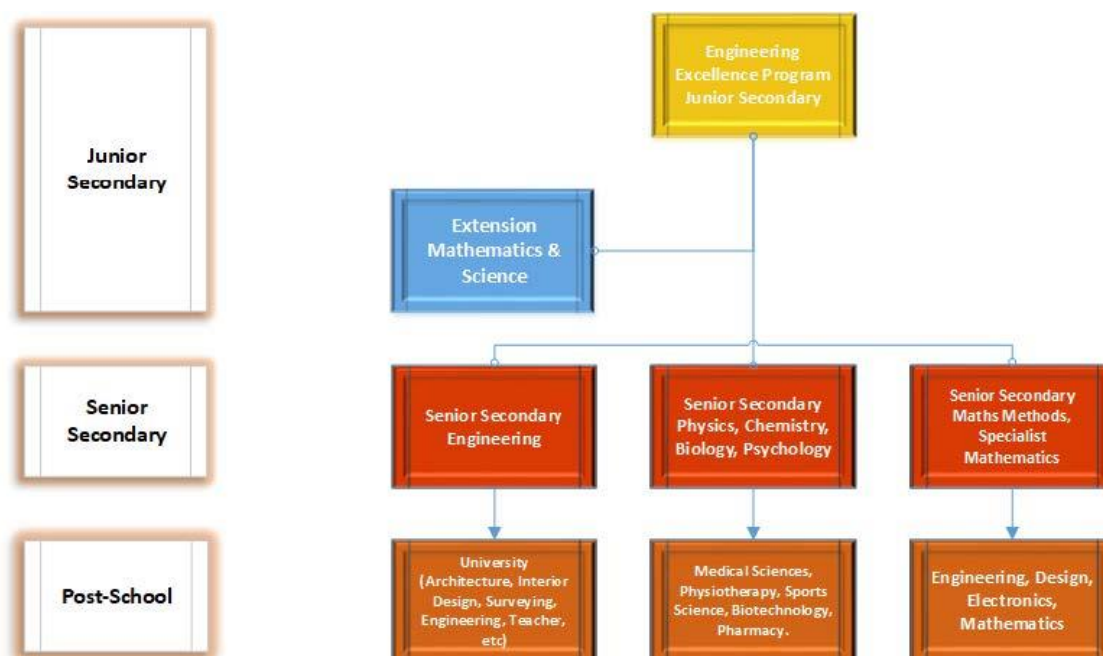 Engineering
Excellence Program
Junior Secondary
Junior
Secondary
Extension
Mathematics &
Science
Senior
Secondary
Senior Secondary
Engineering
Senior Secondary
Physics, Chemistry,
Biology, Psychology
Senior Secondary
Maths Methods,
Specialist
Mathematics
Post-School
University
(Architecture, Interior
Design, Surveying,
Engineering, Teacher,
etc)
Medical Sciences,
Physiotherapy, Sports
Science, Biotechnology,
Pharmacy.
Engineering, Design,
Electronics,
Mathematics